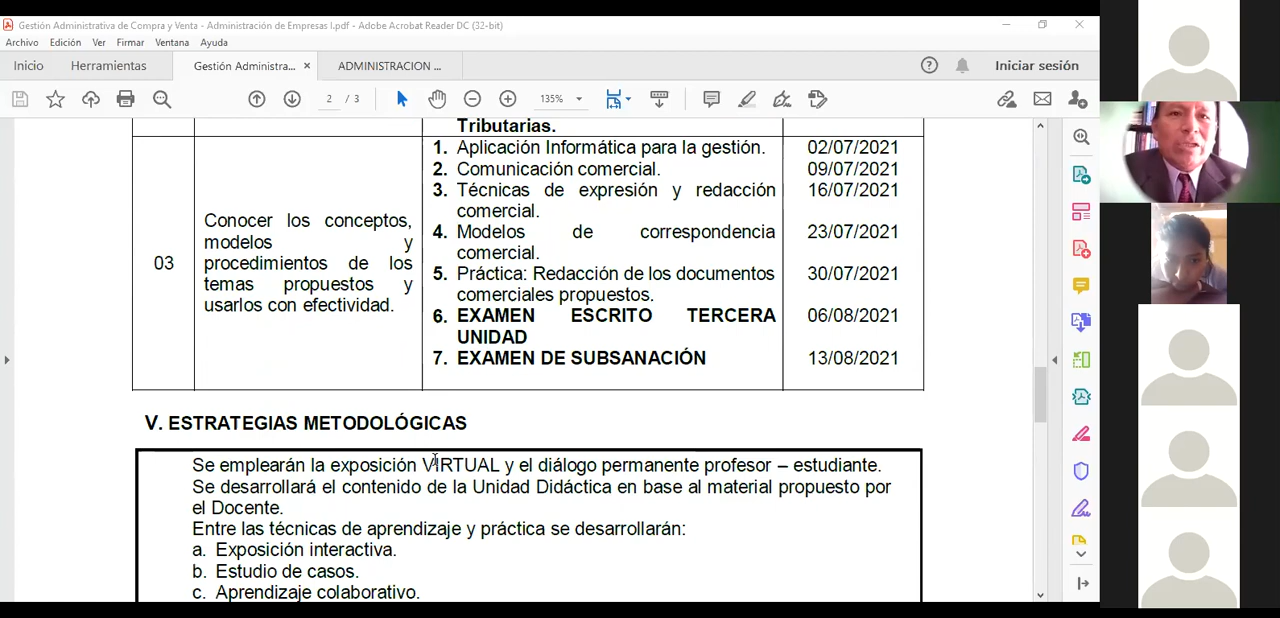 Gestión Administrativa de Compra y Venta - Administración de Empresas I.pdf - Adobe Acrobat Reader DC (32-bit)
Archivo Edición Ver Firmar Ventana Ayuda
Inicio Herramientas Gestión Administra... × ADMINISTRACION ... Iniciar sesión
2 / 3 135%
Tributarias.
1. Aplicación Informática para la gestión. 02/07/2021
2. Comunicación comercial. 09/07/2021
3. Técnicas de expresión y redacción 16/07/2021
comercial.
Conocer los conceptos,
modelos y
procedimientos de los
temas propuestos y
usarlos con efectividad.
03
4. Modelos de correspondencia 23/07/2021
comercial.
5. Práctica: Redacción de los documentos 30/07/2021
comerciales propuestos.
6. EXAMEN ESCRITO TERCERA 06/08/2021
UNIDAD
7. EXAMEN DE SUBSANACIÓN 13/08/2021
V. ESTRATEGIAS METODOLÓGICAS
Se emplearán la exposición VIRTUAL y el diálogo permanente profesor – estudiante.
Se desarrollará el contenido de la Unidad Didáctica en base al material propuesto por
el Docente.
Entre las técnicas de aprendizaje y práctica se desarrollarán:
a. Exposición interactiva.
b. Estudio de casos.
c. Aprendizaje colaborativo.